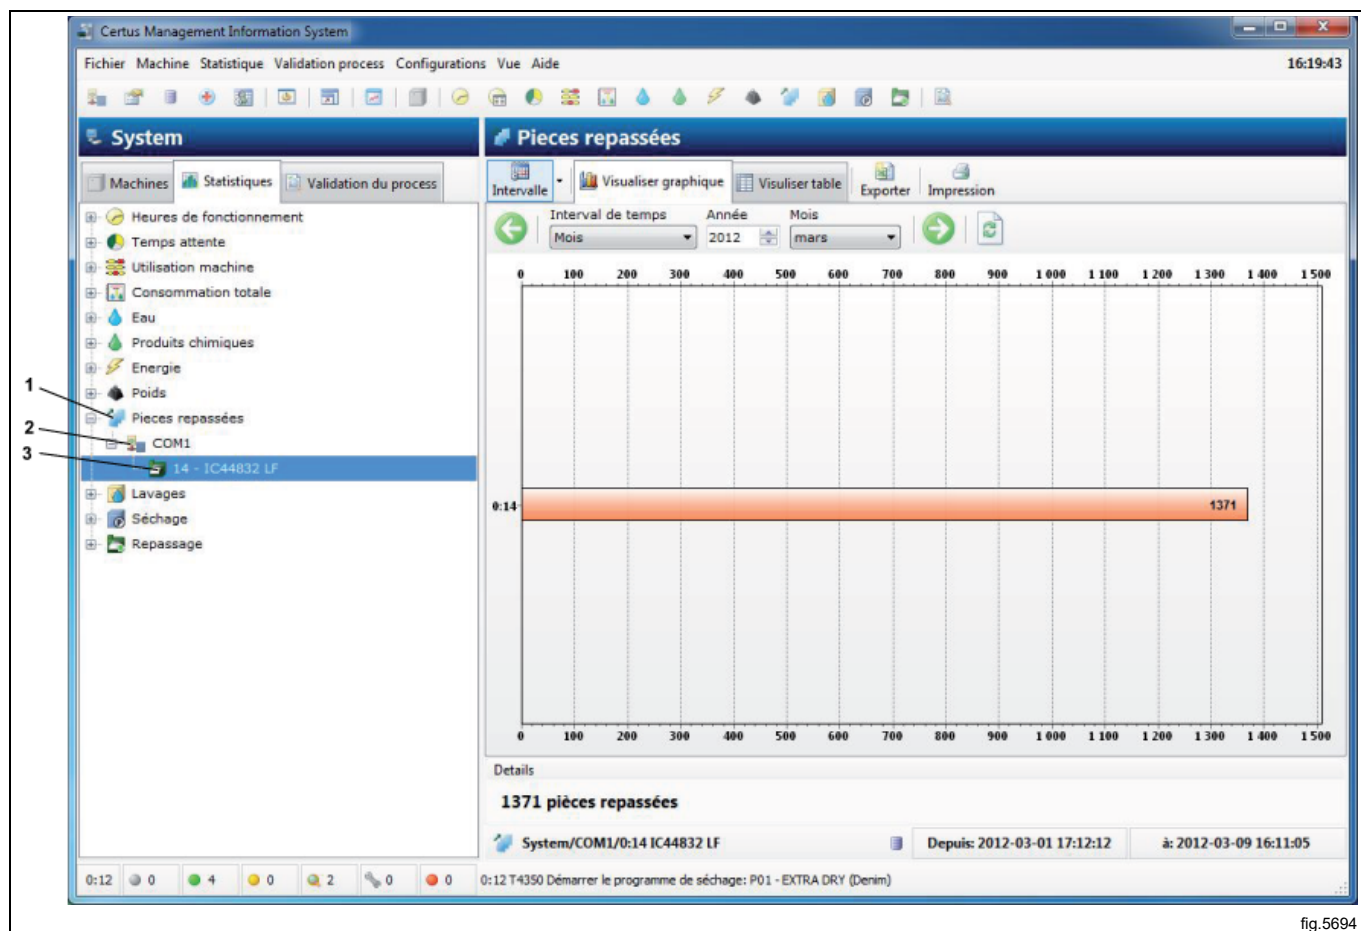 Certus Management Information System
Fichier Machine Statistique Validation process Configurations Vue Aide 16:19:43
System
Machines Statistiques Validation du process
Heures de fonctionnement
Temps attente
Utilisation machine
Consommation totale
Eau
Produits chimiques
Energie
Poids
1
Pieces repassées
2
COM1
3
14 - IC44832 LF
Lavages
Séchage
Repassage
Pieces repassées
Intervalle Visualiser graphique Visuliser table Exporter Impression
Interval de temps Année Mois
Mois 2012 mars
0 100 200 300 400 500 600 700 800 900 1 000 1 100 1 200 1 300 1 400 1 500
0:14 1371
0 100 200 300 400 500 600 700 800 900 1 000 1 100 1 200 1 300 1 400 1 500
Details
1371 pièces repassées
System/COM1/0:14 IC44832 LF Depuis: 2012-03-01 17:12:12 à: 2012-03-09 16:11:05
0:12 0 4 0 2 0 0 0:12 T4350 Démarrer le programme de séchage: P01 - EXTRA DRY (Denim)
fig.5694